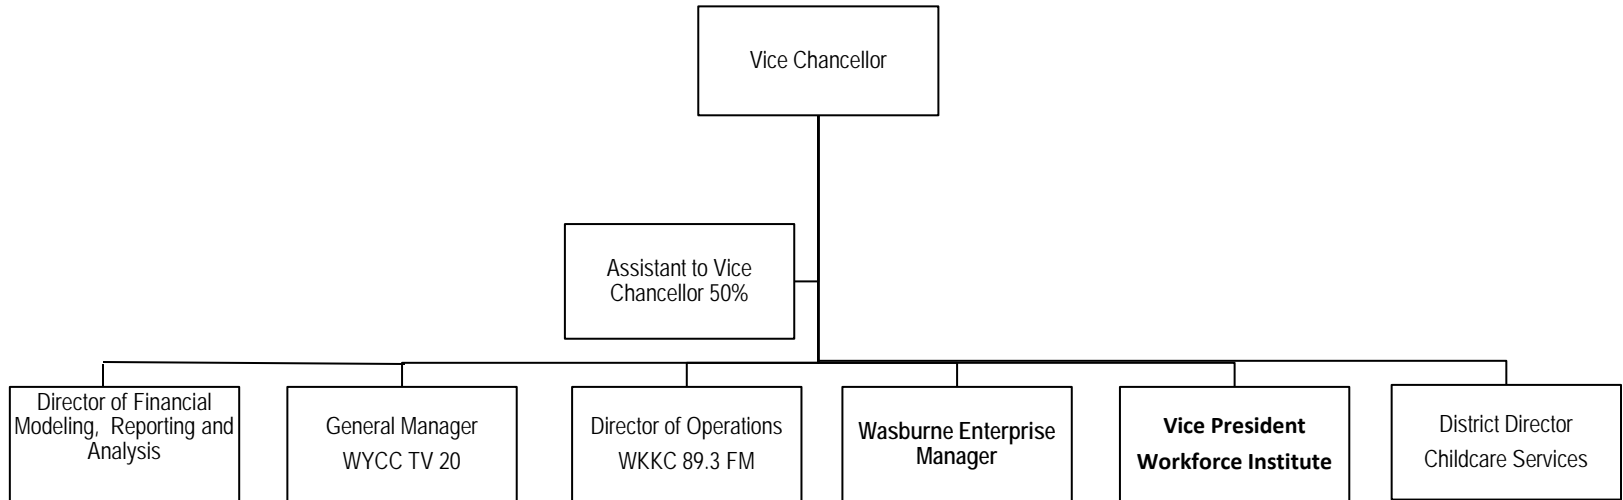 Vice Chancellor
Assistant to Vice
Chancellor 50%
Director of Financial
Modeling, Reporting and
Analysis
General Manager
WYCC TV 20
Director of Operations
WKKC 89.3 FM
Wasburne Enterprise
Manager
Vice President
Workforce Institute
District Director
Childcare Services